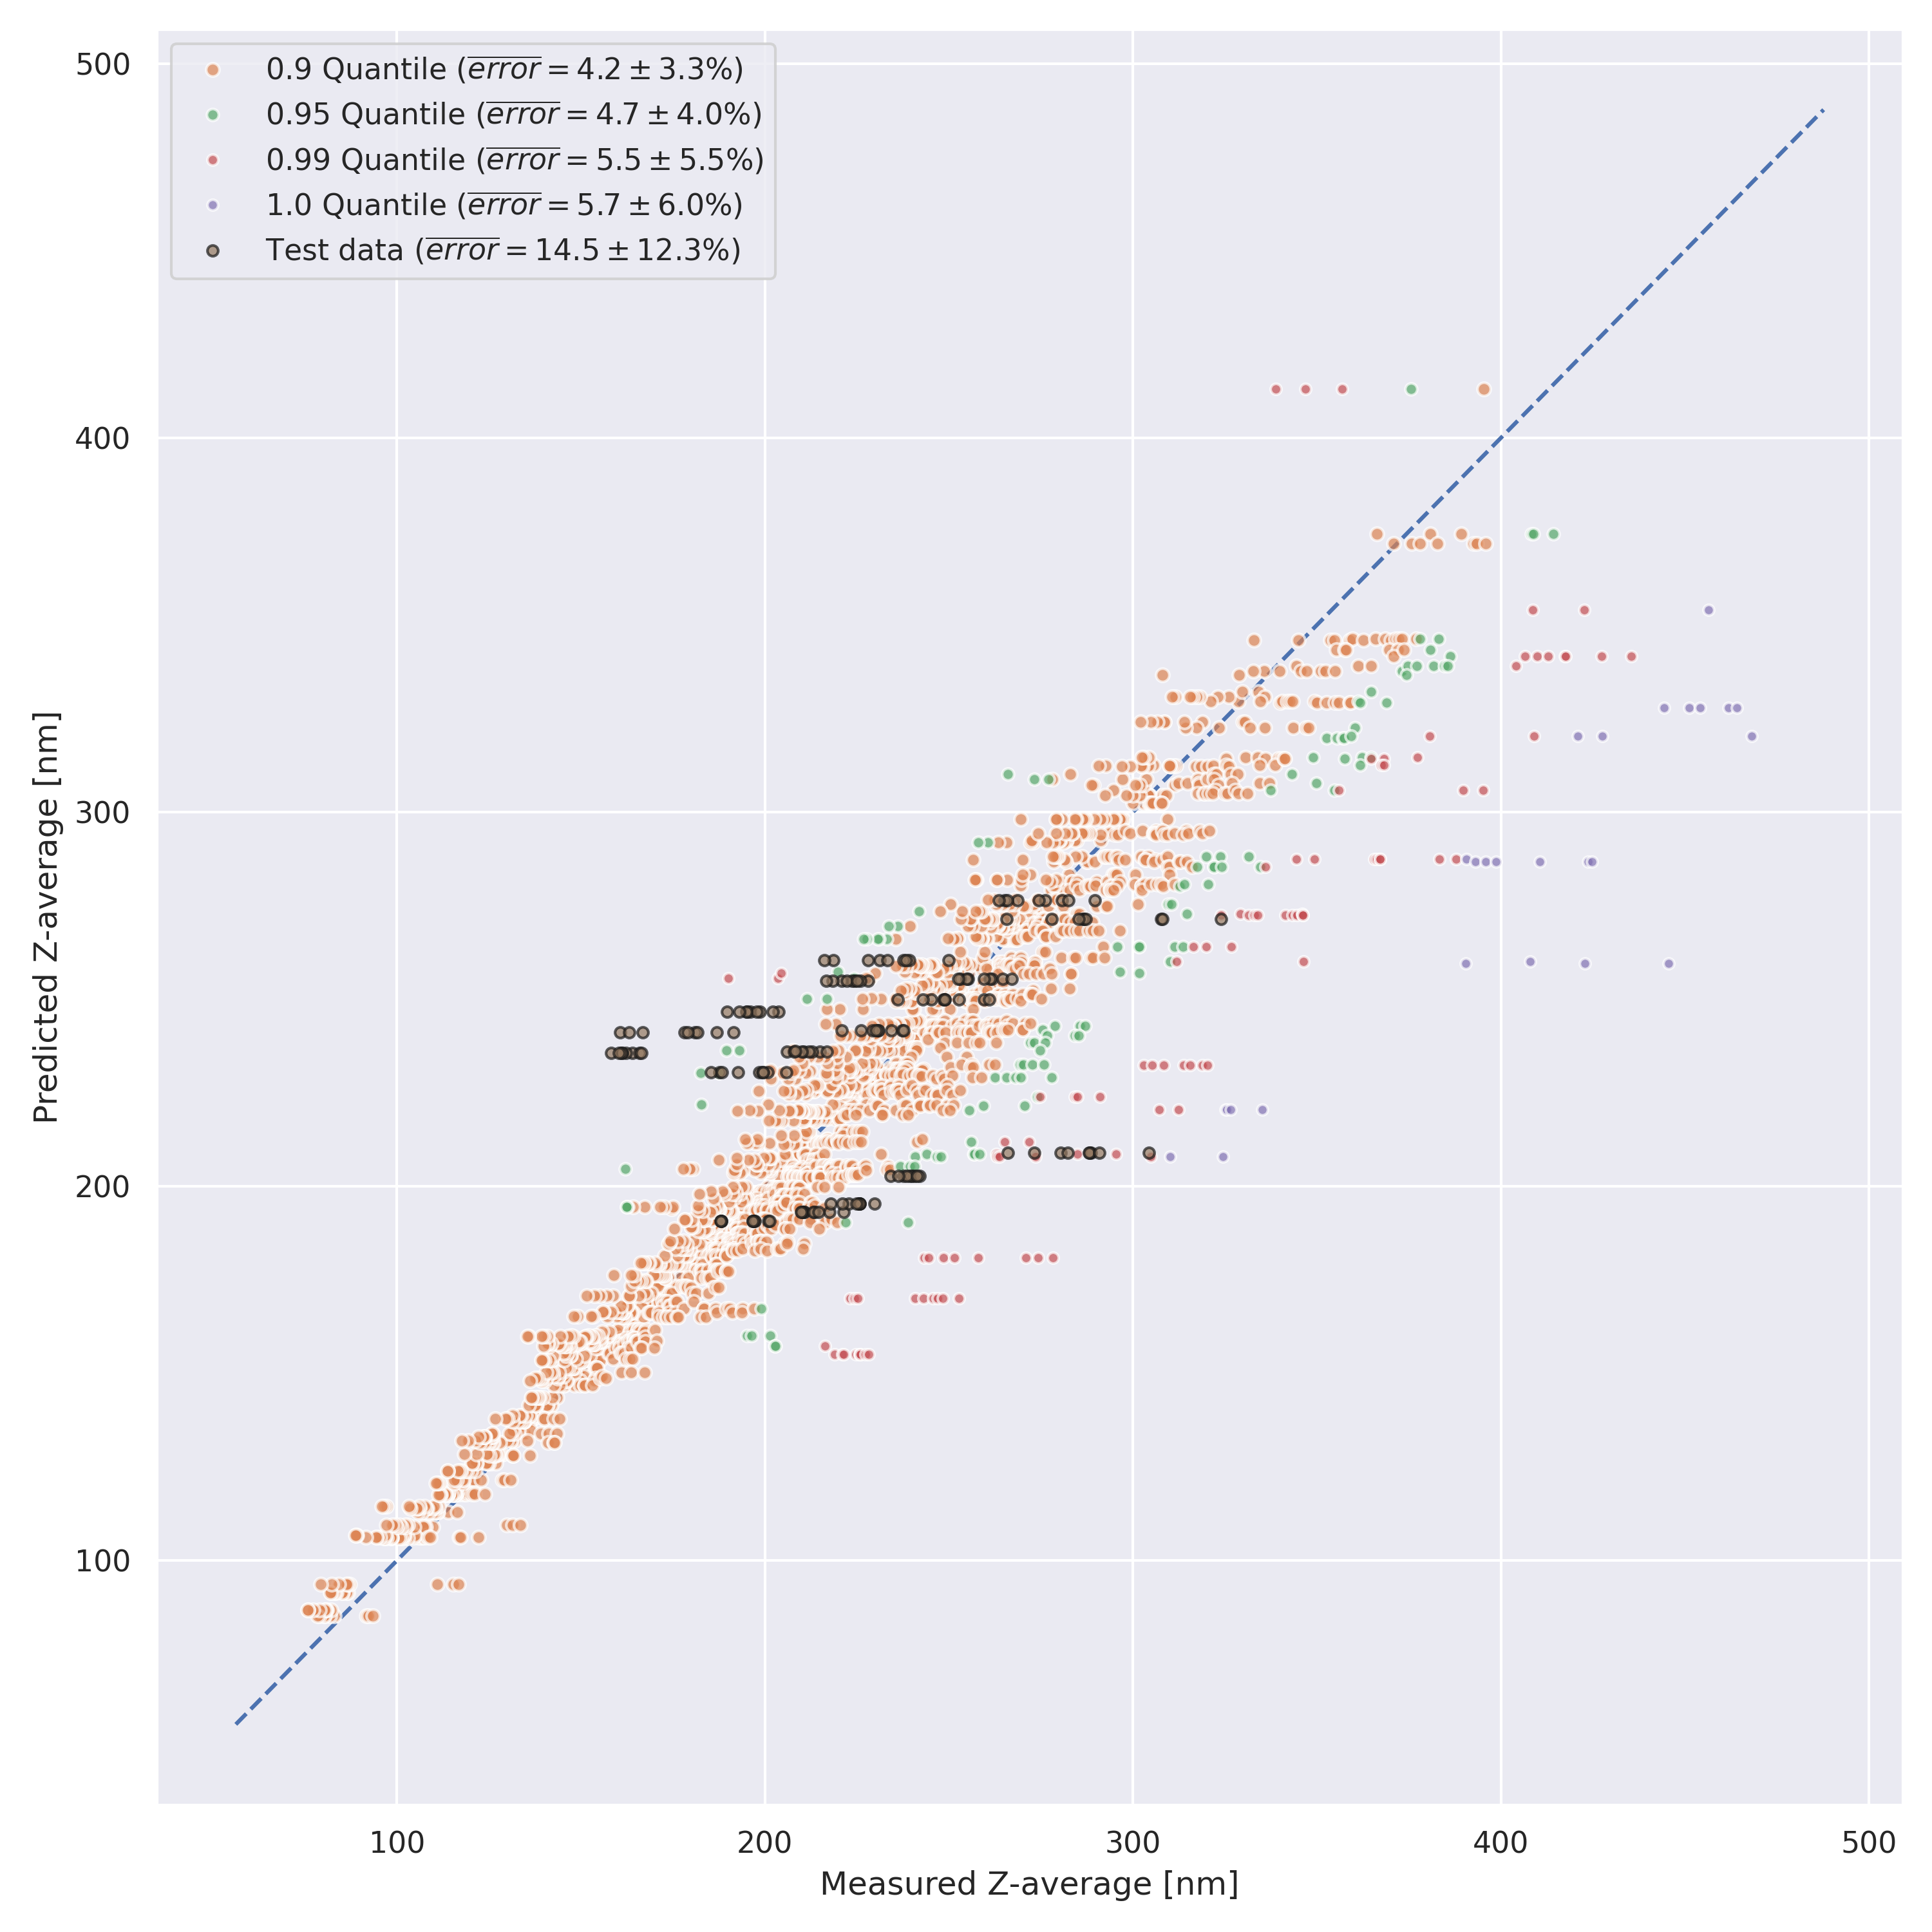 0.9 Quantile (error = 4.2 ± 3.3%)
0.95 Quantile (error = 4.7 ± 4.0%)
0.99 Quantile (error = 5.5 ± 5.5%)
1.0 Quantile (error = 5.7 ± 6.0%)
Test data (error = 14.5 ± 12.3%)
500
400
300
200
100
Predicted Z-average [nm]
100 200 300 400 500
Measured Z-average [nm]